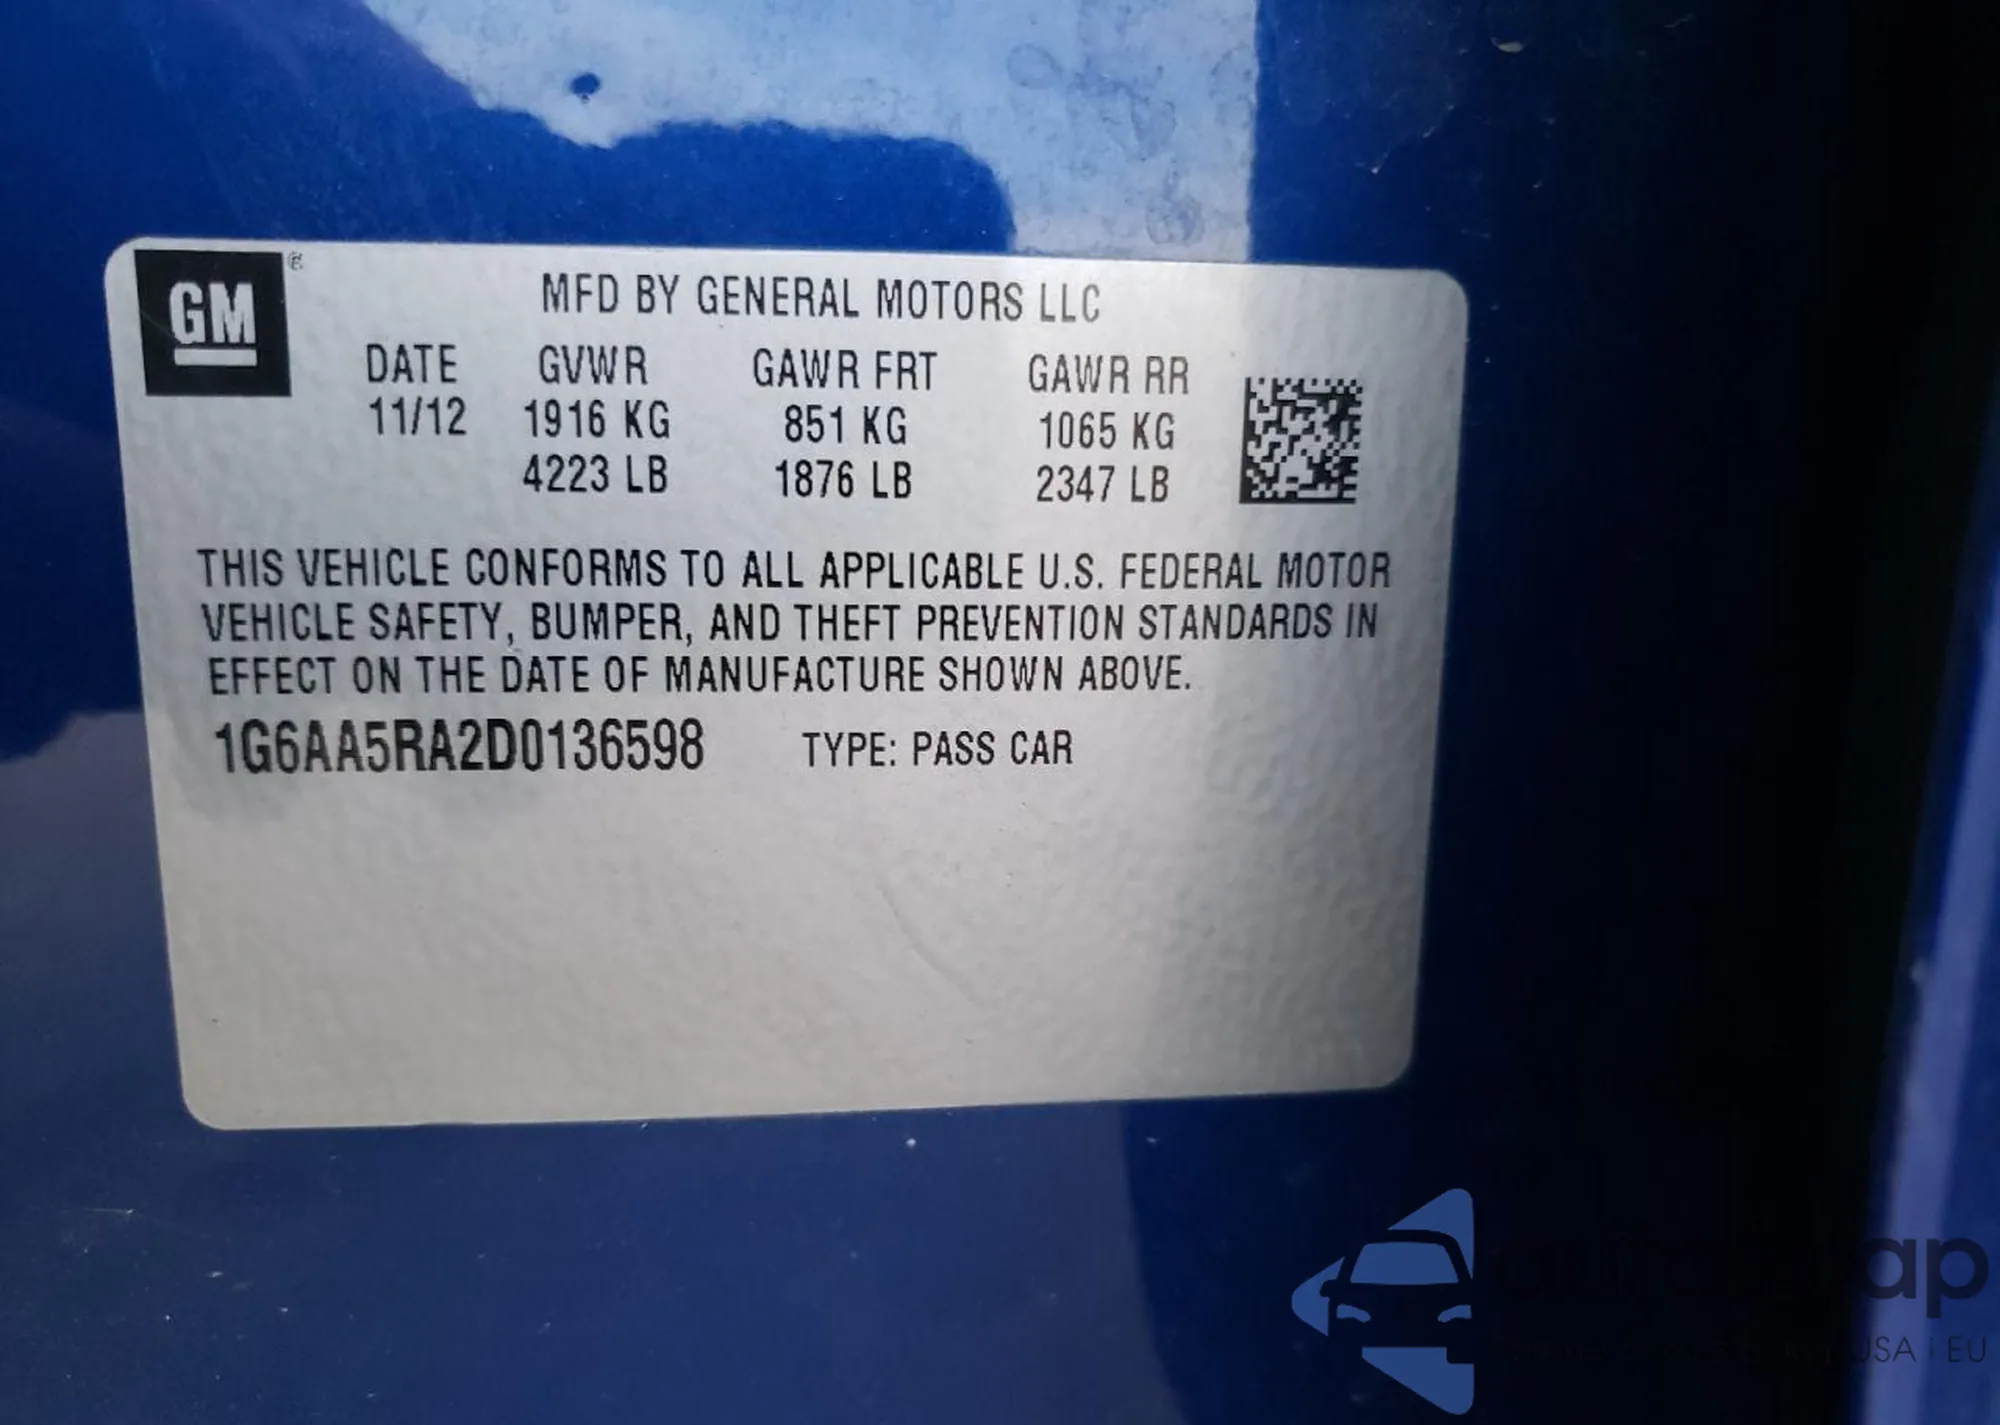 GM ®
MFD BY GENERAL MOTORS LLC
DATE GVWR GAWR FRT GAWR RR
11/12 1916 KG 851 KG 1065 KG
4223 LB 1876 LB 2347 LB
THIS VEHICLE CONFORMS TO ALL APPLICABLE U.S. FEDERAL MOTOR
VEHICLE SAFETY, BUMPER, AND THEFT PREVENTION STANDARDS IN
EFFECT ON THE DATE OF MANUFACTURE SHOWN ABOVE.
1G6AA5RA2D0136598 TYPE: PASS CAR
USA | EU